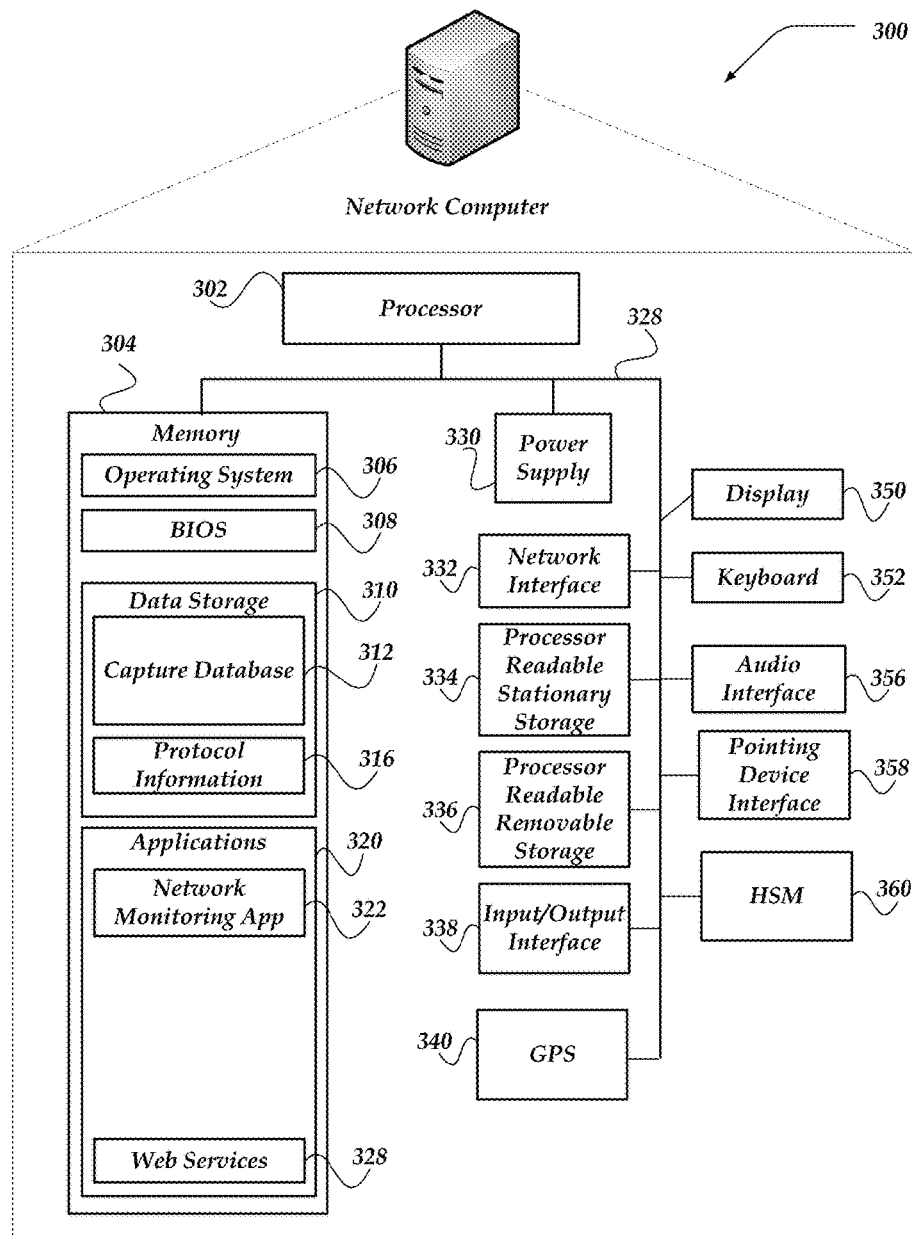 300
Network Computer
302
Processor
328
304
Memory
Operating System
306
BIOS
308
Data Storage
310
Capture Database
312
Protocol
Information
316
Applications
320
Network
Monitoring App
322
Web Services
328
330
Power
Supply
332
Network
Interface
334
Processor
Readable
Stationary
Storage
336
Processor
Readable
Removable
Storage
338
Input/Output
Interface
340
GPS
Display
350
Keyboard
352
Audio
Interface
356
Pointing
Device
Interface
358
HSM
360